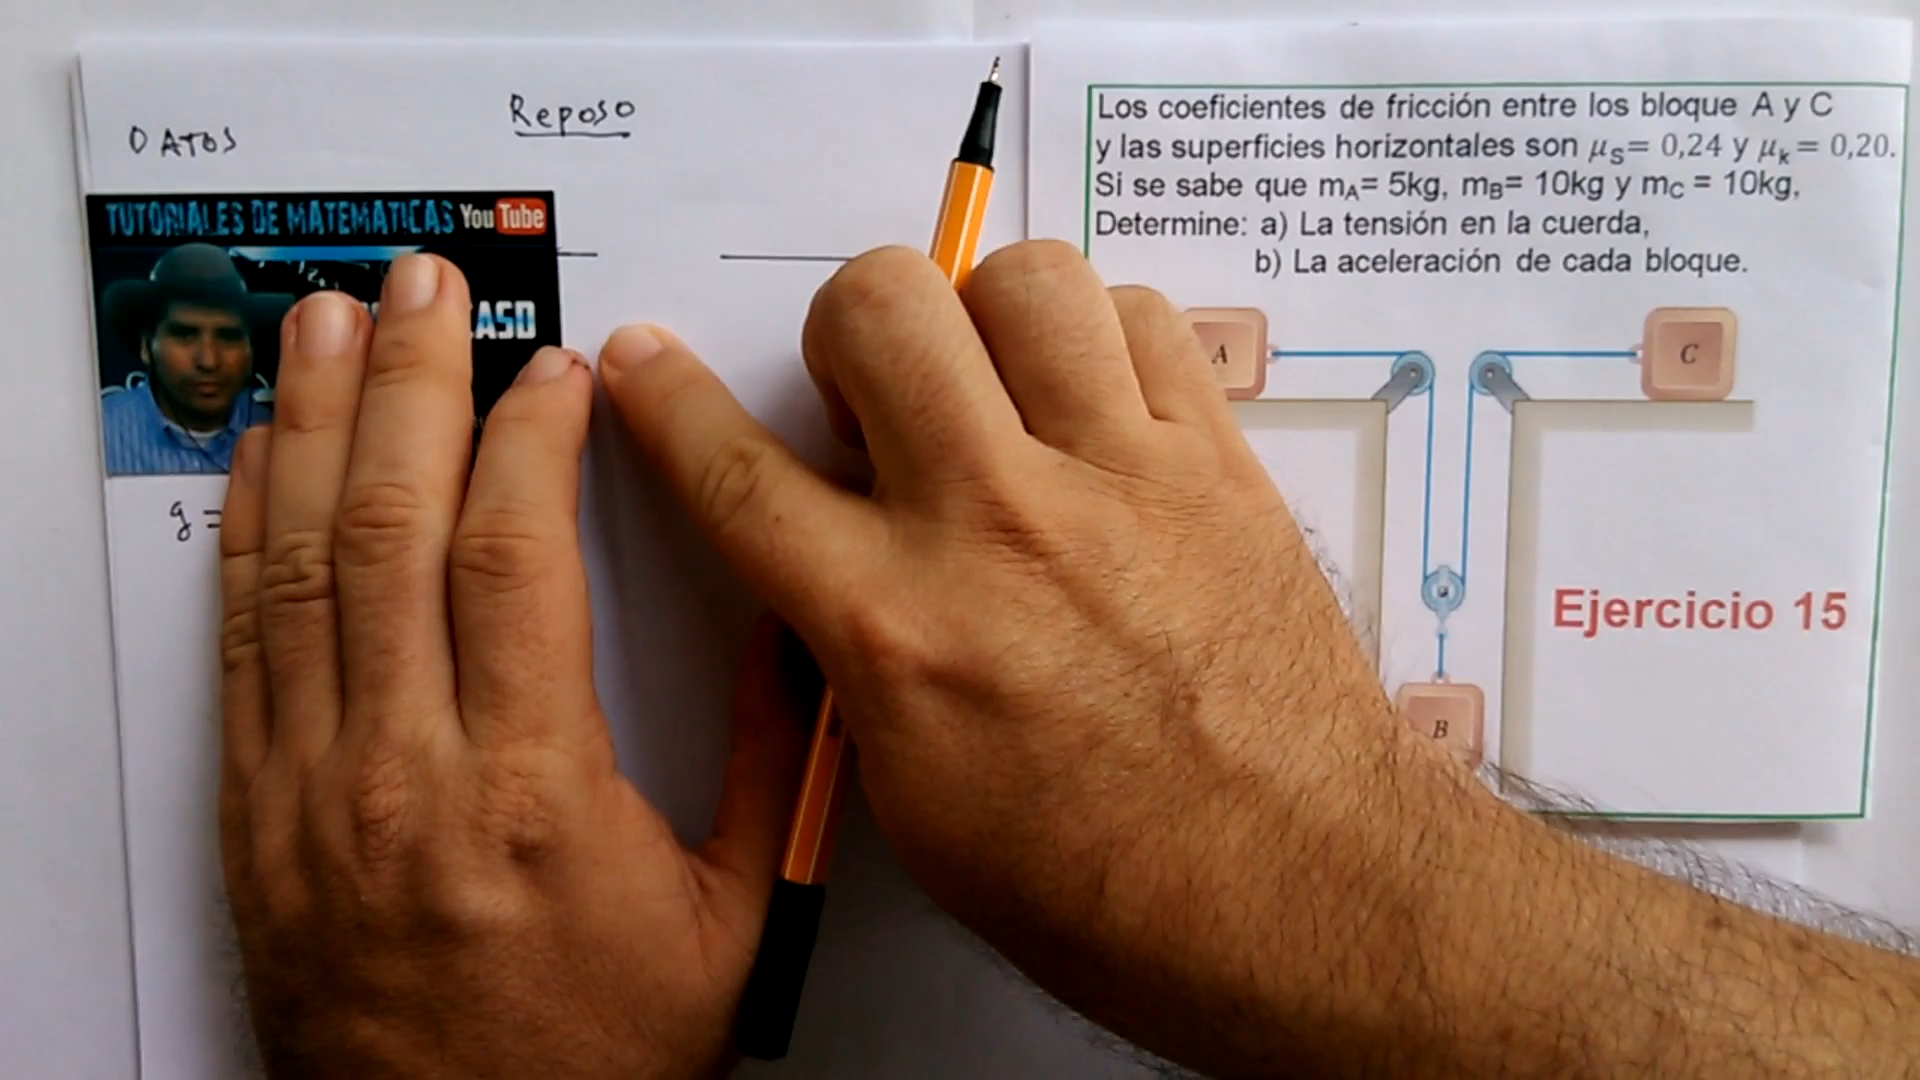 DATOS
Reposo
TUTORIALES DE MATEMATICAS YouTube
g =
Los coeficientes de fricción entre los bloque A y C
y las superficies horizontales son μs= 0,24 y μk = 0,20.
Si se sabe que mA= 5kg, mB= 10kg y mC = 10kg,
Determine: a) La tensión en la cuerda,
b) La aceleración de cada bloque.
A
C
Ejercicio 15
B